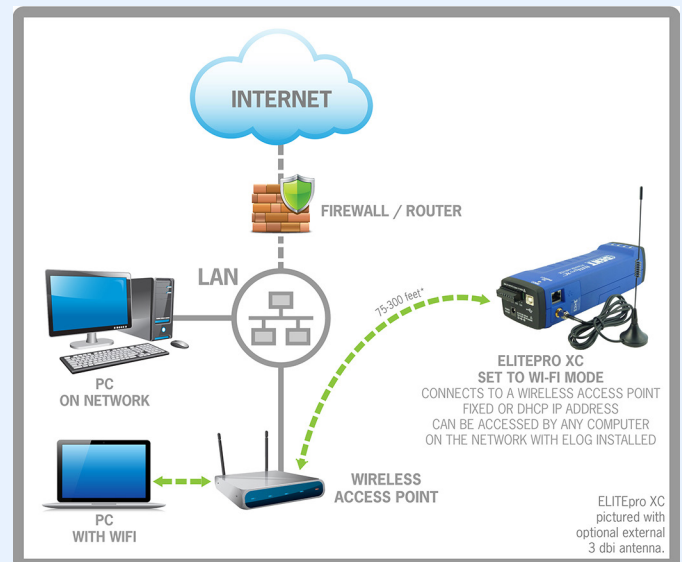 INTERNET
FIREWALL / ROUTER
LAN
75-300 feet*
PC
ON NETWORK
ELITEPRO XC
SET TO WI-FI MODE
CONNECTS TO A WIRELESS ACCESS POINT
FIXED OR DHCP IP ADDRESS
CAN BE ACCESSED BY ANY COMPUTER
ON THE NETWORK WITH ELOG INSTALLED
WIRELESS
ACCESS POINT
PC
WITH WIFI
ELITEpro XC
pictured with
optional external
3 dbi antenna.